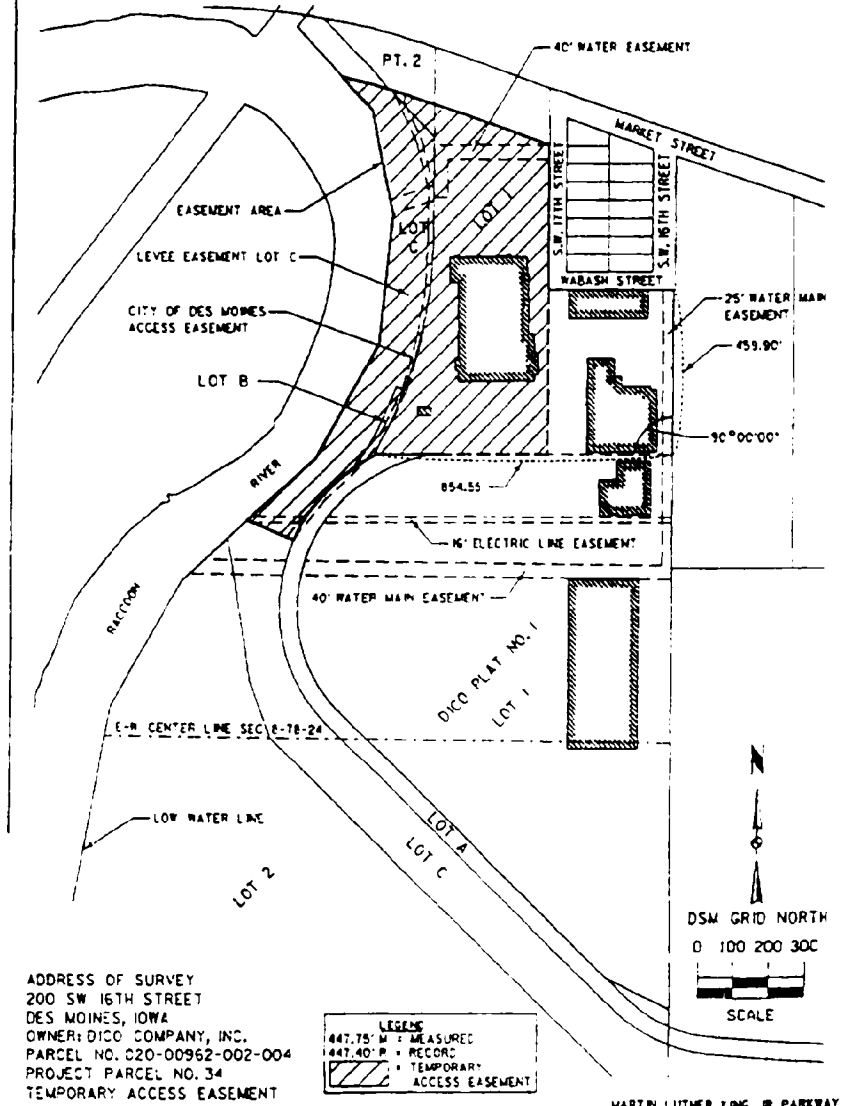 PT. 2
40' WATER EASEMENT
MARKET STREET
S.W. 17TH STREET
S.W. 16TH STREET
EASEMENT AREA
LOT 1
LOT
C
LEVEE EASEMENT LOT C
WABASH STREET
CITY OF DES MOINES
ACCESS EASEMENT
25' WATER MAIN
EASEMENT
459.90'
LOT B
90°00'00"
RIVER
854.55
16' ELECTRIC LINE EASEMENT
RACCOON
40' WATER MAIN EASEMENT
DICO PLAT NO. 1
LOT 1
E-W CENTER LINE SEC 8-78-24
LOW WATER LINE
LOT A
LOT C
LOT 2
DSM GRID NORTH
0 100 200 300
SCALE
ADDRESS OF SURVEY
200 SW 16TH STREET
DES MOINES, IOWA
OWNER: DICO COMPANY, INC.
PARCEL NO. 020-00962-002-004
PROJECT PARCEL NO. 34
TEMPORARY ACCESS EASEMENT
LEGEND
447.75' M = MEASURED
447.40' R = RECORD
= TEMPORARY
ACCESS EASEMENT
MARTIN LUTHER KING JR PARKWAY